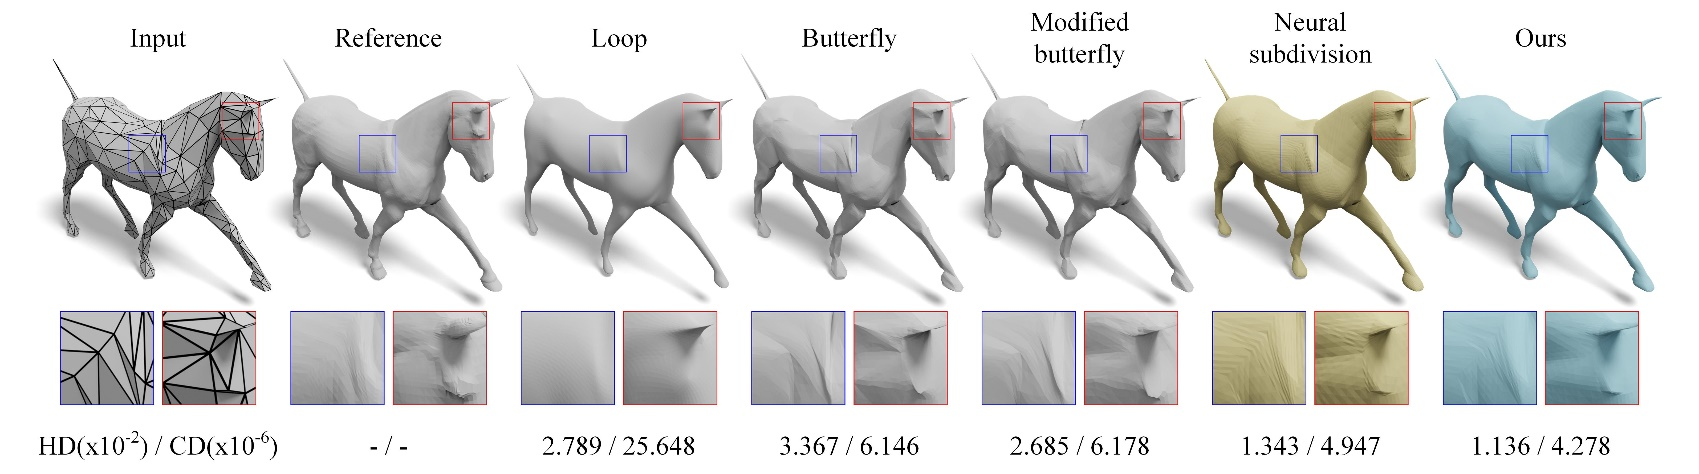 Input
Reference
Loop
Butterfly
Modified
butterfly
Neural
subdivision
Ours
HD(x10⁻²) / CD(x10⁻⁶)
- / -
2.789 / 25.648
3.367 / 6.146
2.685 / 6.178
1.343 / 4.947
1.136 / 4.278